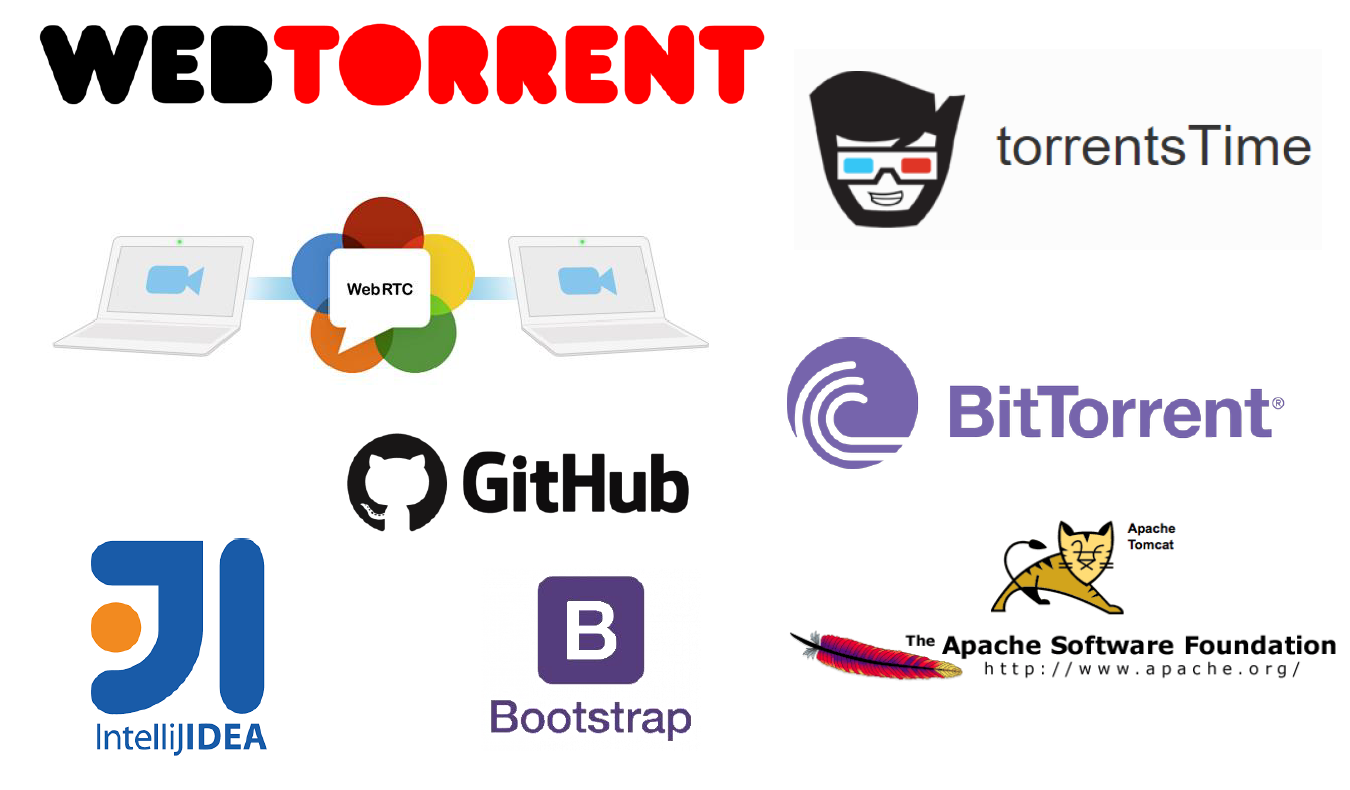 WEBTORRENT
torrentsTime
WebRTC
BitTorrent®
GitHub
Apache
Tomcat
The Apache Software Foundation
http://www.apache.org/
IntelliJIDEA
B
Bootstrap